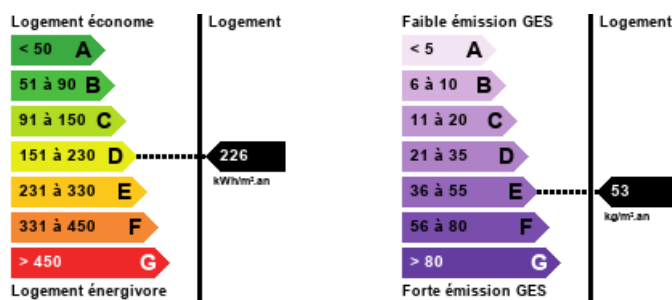 Logement économe
Logement
< 50 A
51 à 90 B
91 à 150 C
151 à 230 D
226
kWh/m².an
231 à 330 E
331 à 450 F
> 450 G
Logement énergivore
Faible émission GES
Logement
< 5 A
6 à 10 B
11 à 20 C
21 à 35 D
36 à 55 E
53
kg/m².an
56 à 80 F
> 80 G
Forte émission GES